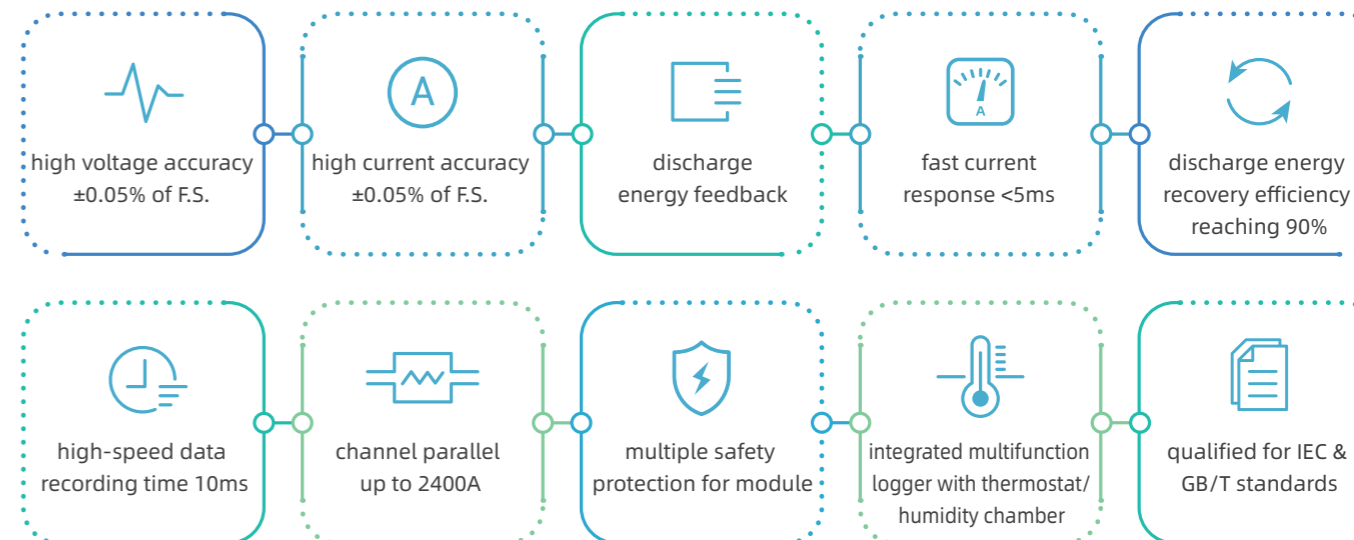 A
A
high voltage accuracy
±0.05% of F.S.
high current accuracy
±0.05% of F.S.
discharge
energy feedback
fast current
response <5ms
discharge energy
recovery efficiency
reaching 90%
high-speed data
recording time 10ms
channel parallel
up to 2400A
multiple safety
protection for module
integrated multifunction
logger with thermostat/
humidity chamber
qualified for IEC &
GB/T standards